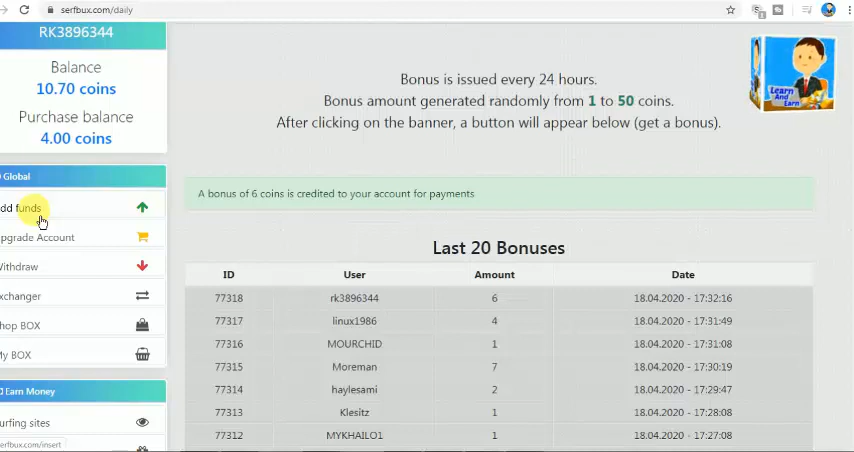 serfbux.com/daily
RK3896344
Balance
10.70 coins
Purchase balance
4.00 coins
Global
dd funds
pgrade Account
Withdraw
xchanger
hop BOX
My BOX
Earn Money
urfing sites
erfbux.com/insert
Bonus is issued every 24 hours.
Bonus amount generated randomly from 1 to 50 coins.
After clicking on the banner, a button will appear below (get a bonus).
Learn
And
Earn
A bonus of 6 coins is credited to your account for payments
Last 20 Bonuses
ID User Amount Date
77318 rk3896344 6 18.04.2020 - 17:32:16
77317 linux1986 4 18.04.2020 - 17:31:49
77316 MOURCHID 1 18.04.2020 - 17:31:08
77315 Moreman 7 18.04.2020 - 17:30:19
77314 haylesami 2 18.04.2020 - 17:29:47
77313 Klesitz 1 18.04.2020 - 17:28:08
77312 MYKHAILO1 1 18.04.2020 - 17:27:08